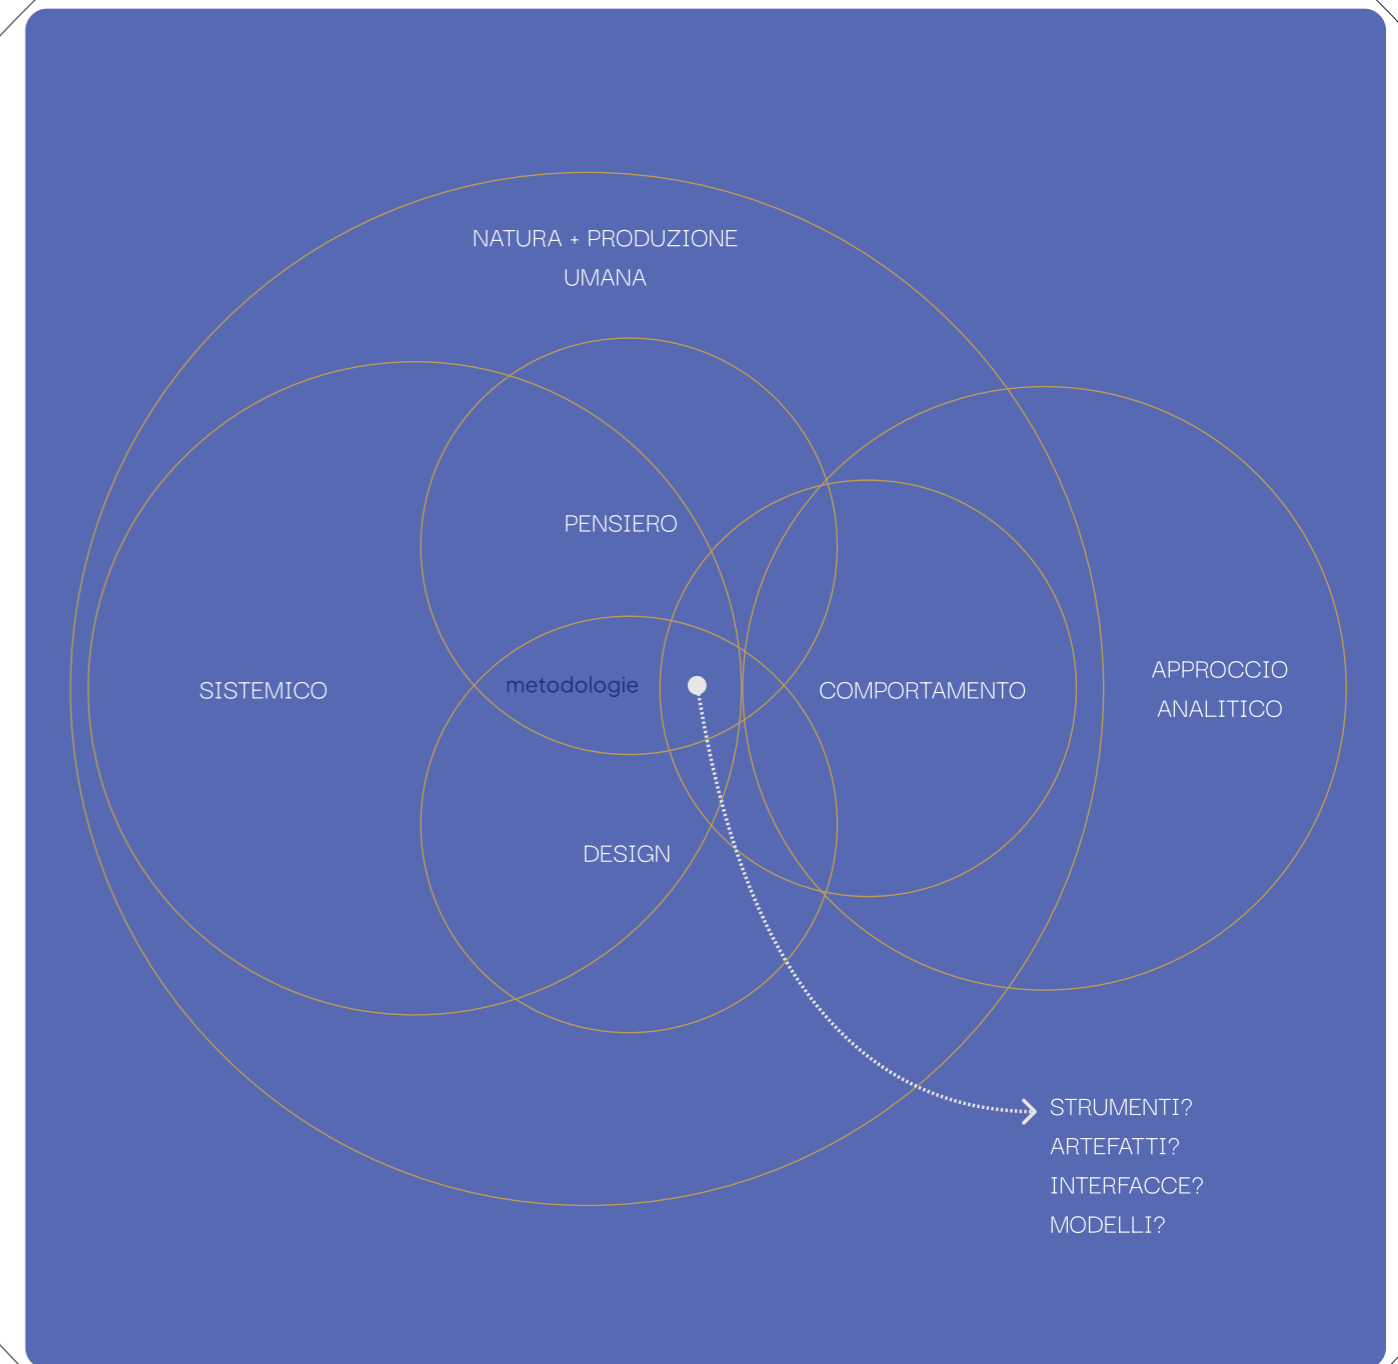 NATURA + PRODUZIONE
UMANA
PENSIERO
SISTEMICO
metodologie
COMPORTAMENTO
APPROCCIO
ANALITICO
DESIGN
STRUMENTI?
ARTEFATTI?
INTERFACCE?
MODELLI?